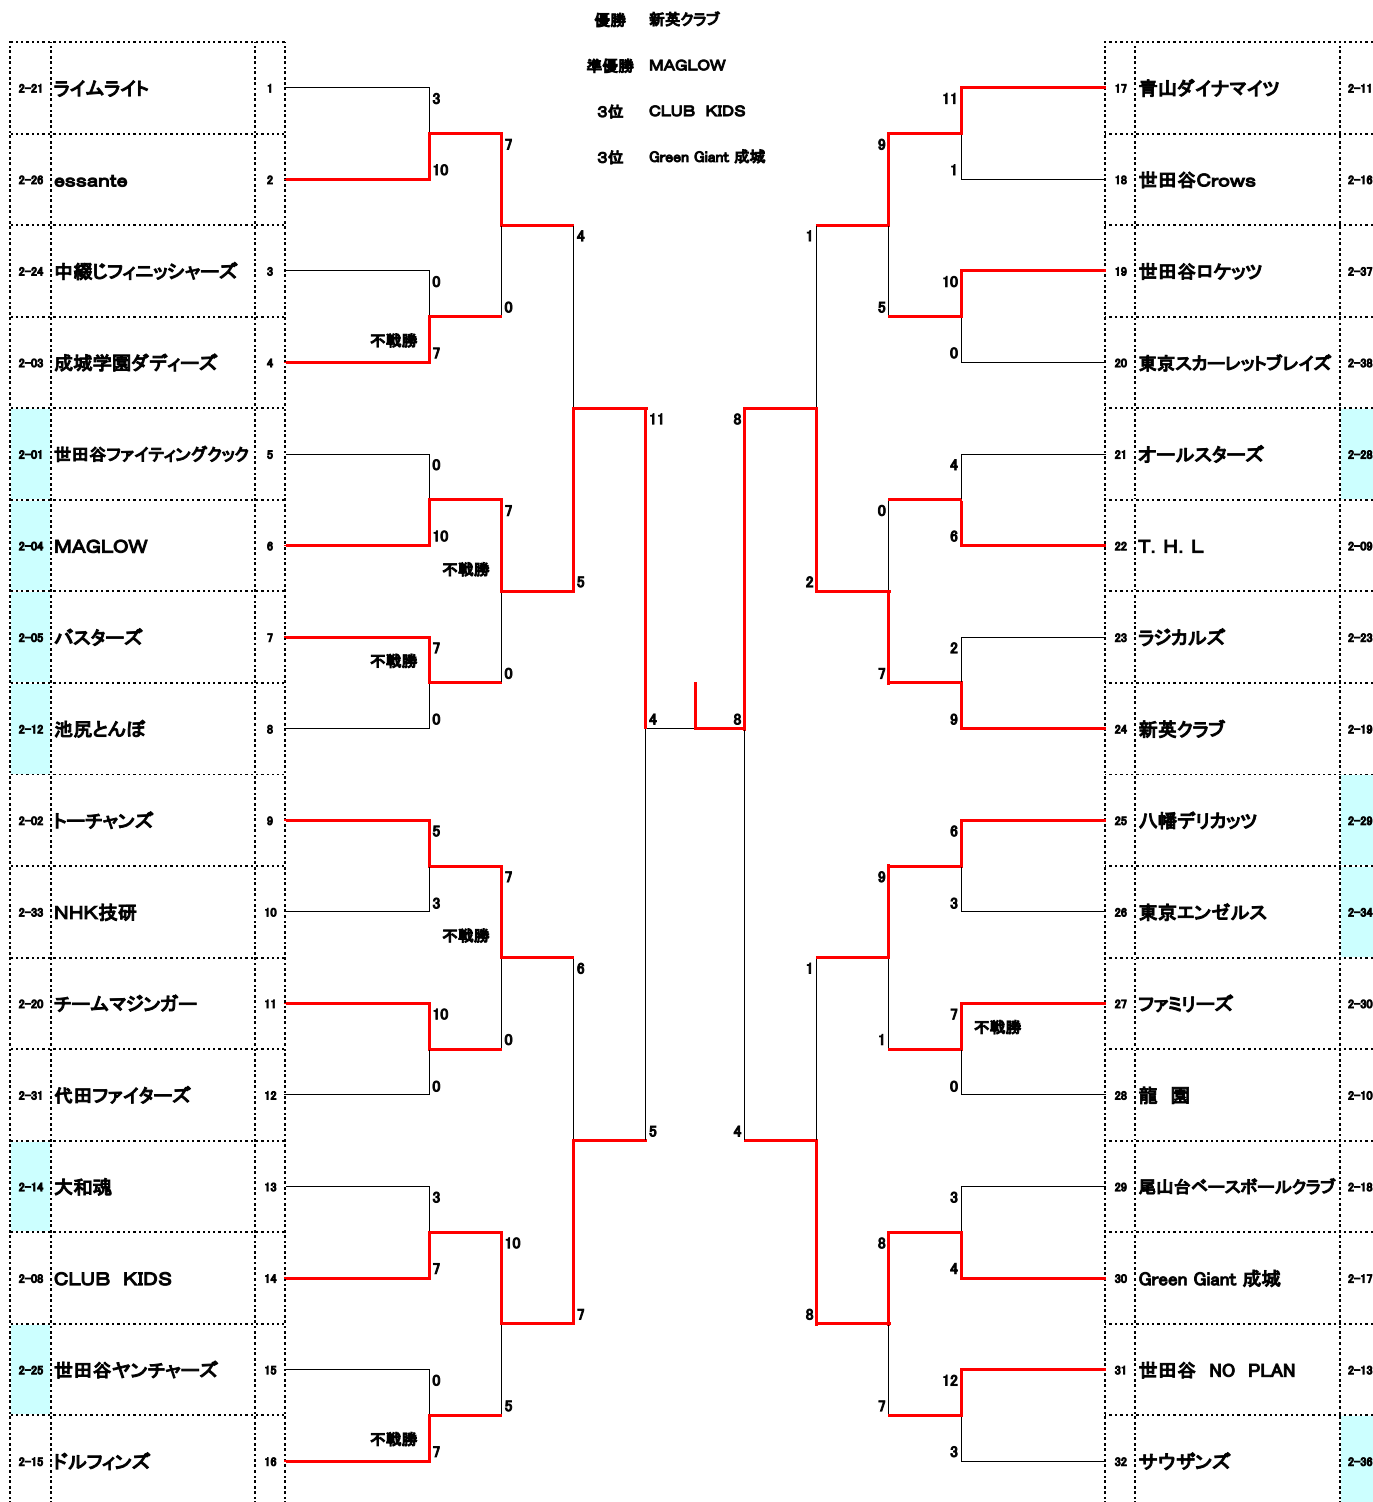 優勝 新英クラブ
準優勝 MAGLOW
3位 CLUB KIDS
3位 Green Giant 成城
2-21 ライムライト 1
3
7
2-26 essante 2
10
4
2-24 中綴じフィニッシャーズ 3
0
0
不戦勝
2-03 成城学園ダディーズ 4
7
11
2-01 世田谷ファイティングクック 5
0
7
2-04 MAGLOW 6
10
不戦勝
5
2-05 バスターズ 7
7
不戦勝
0
2-12 池尻とんぼ 8
0
4
2-02 トーチャンズ 9
5
7
2-33 NHK技研 10
3
不戦勝
6
2-20 チームマジンガー 11
10
0
2-31 代田ファイターズ 12
0
5
2-14 大和魂 13
3
10
2-08 CLUB KIDS 14
7
7
2-25 世田谷ヤンチャーズ 15
0
5
不戦勝
2-15 ドルフィンズ 16
7
11
17 青山ダイナマイツ 2-11
9
1
18 世田谷Crows 2-16
1
10
19 世田谷ロケッツ 2-37
5
0
20 東京スカーレットブレイズ 2-38
8
4
21 オールスターズ 2-28
0
6
22 T. H. L 2-09
2
2
23 ラジカルズ 2-23
7
9
24 新英クラブ 2-19
8
6
25 八幡デリカッツ 2-29
9
3
26 東京エンゼルス 2-34
1
7
27 ファミリーズ 2-30
不戦勝
1
0
28 龍 園 2-10
4
3
29 尾山台ベースボールクラブ 2-18
8
4
30 Green Giant 成城 2-17
8
12
31 世田谷 NO PLAN 2-13
7
3
32 サウザンズ 2-36